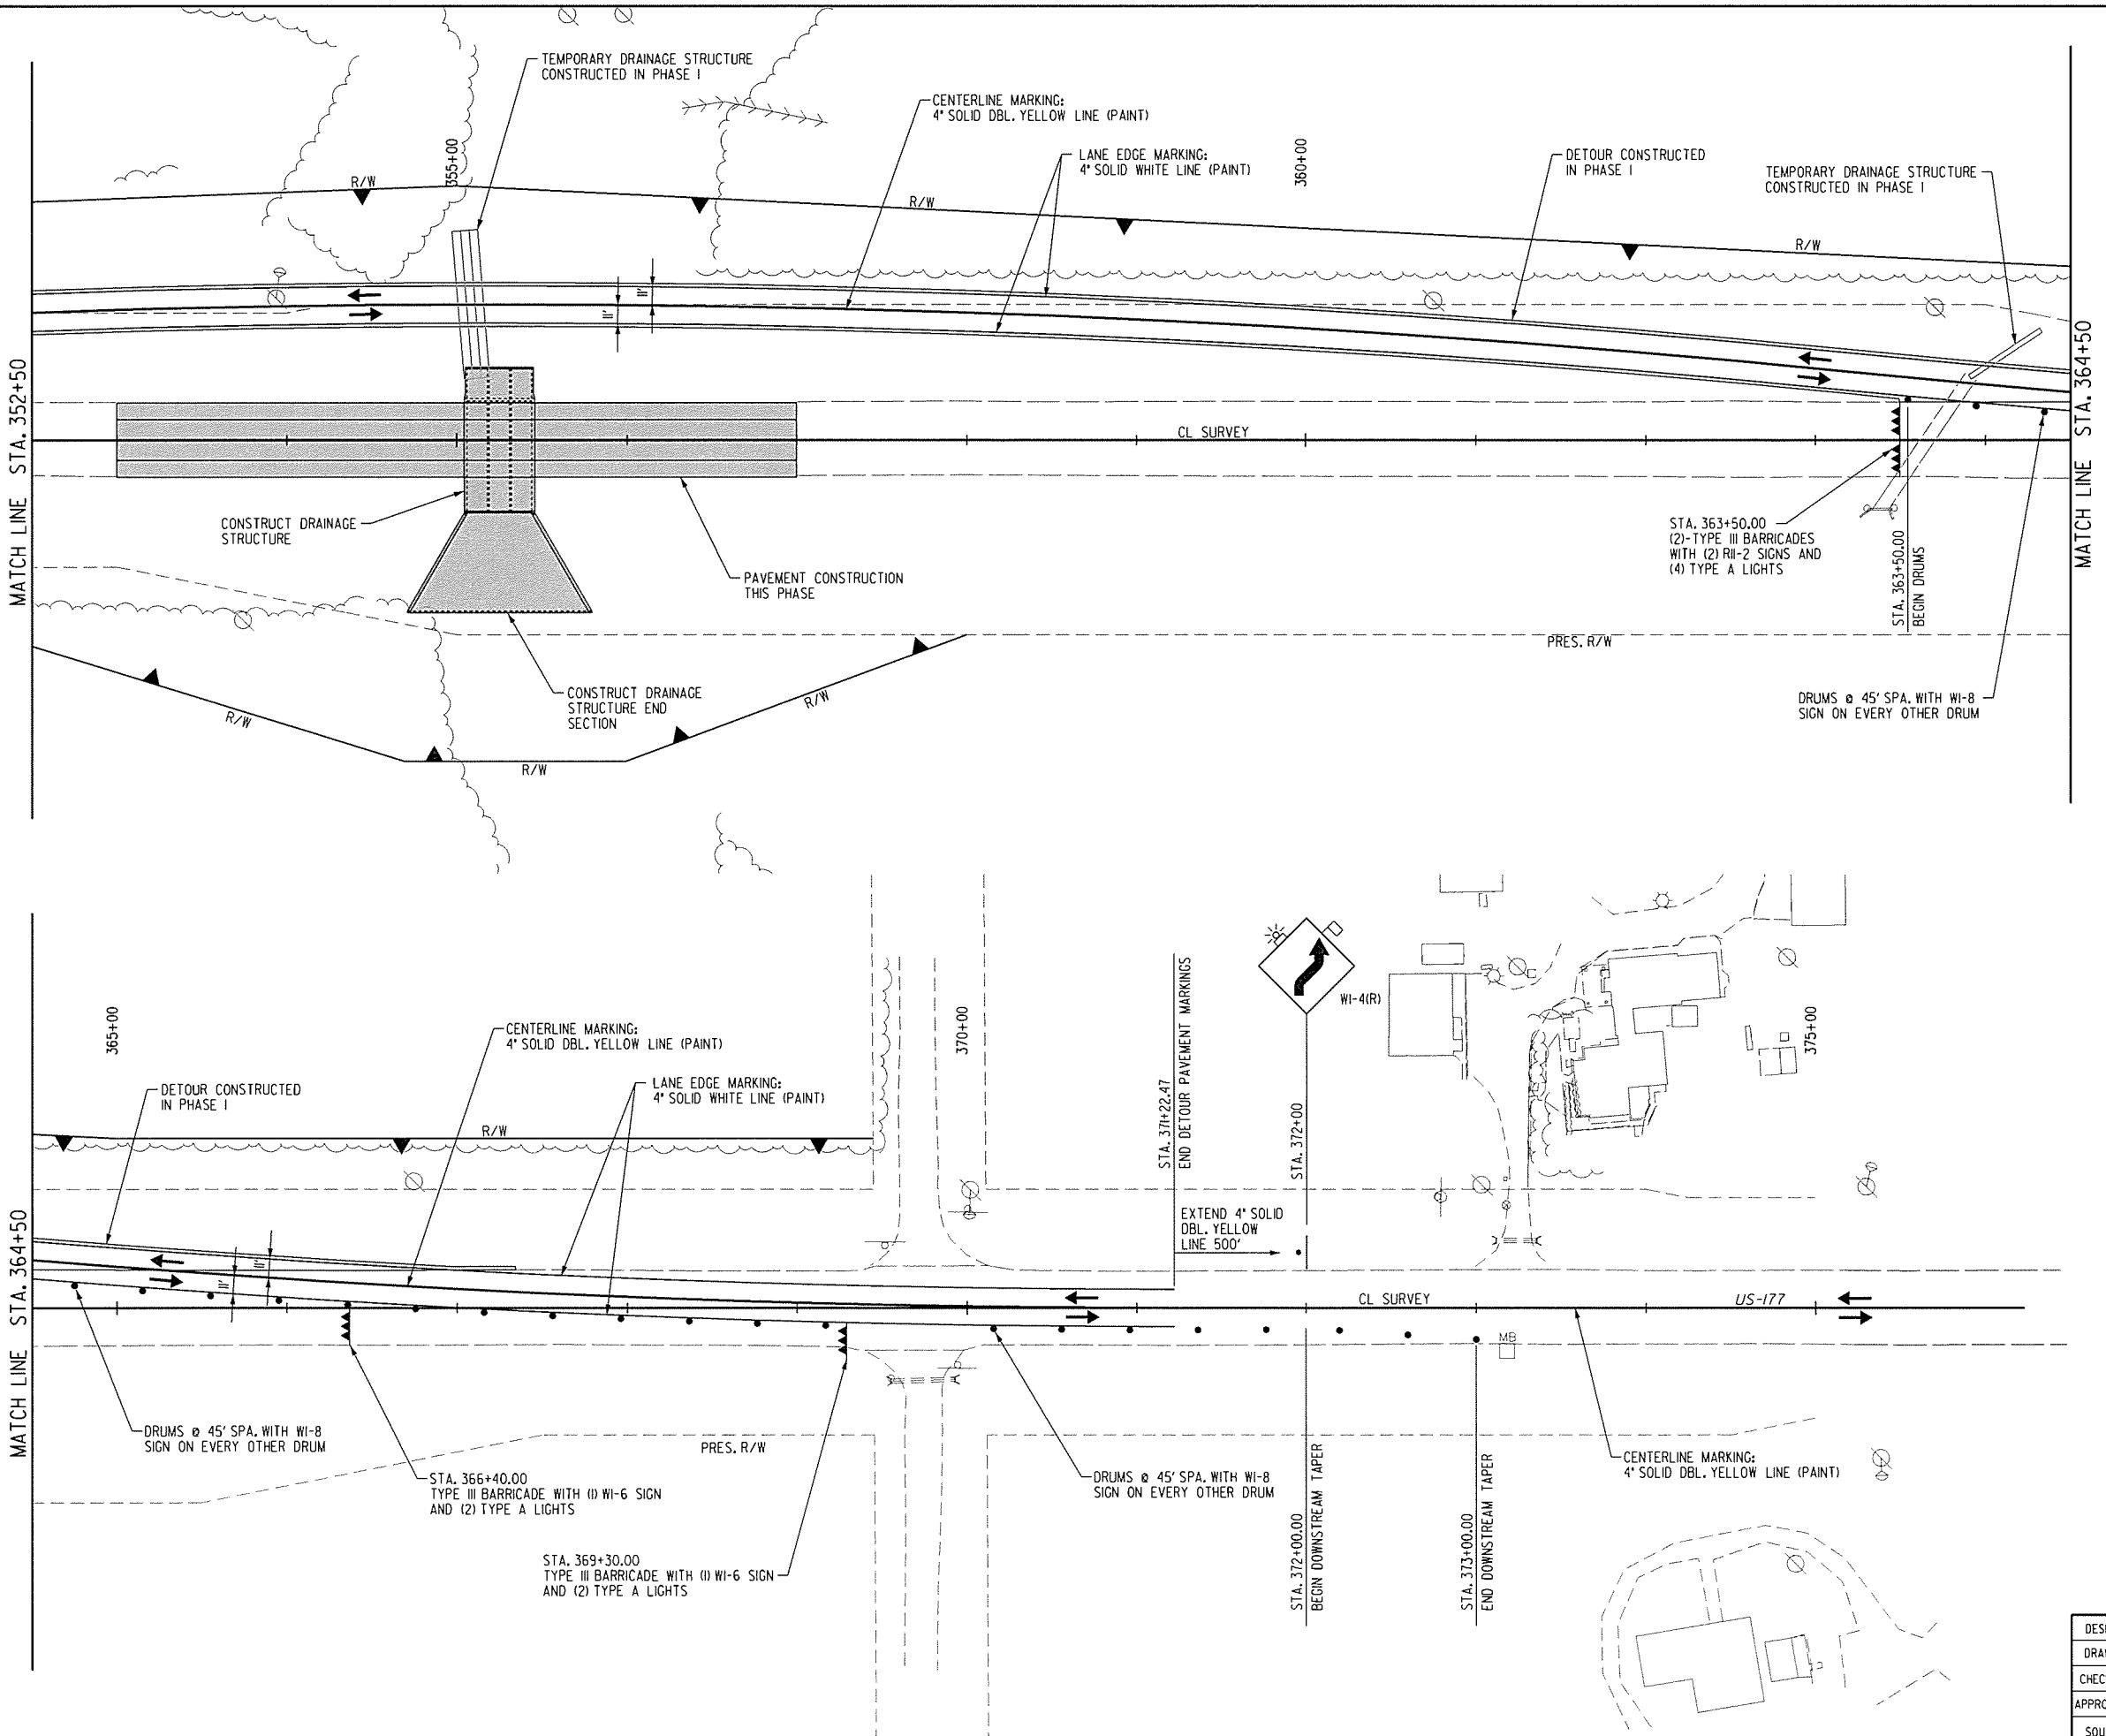 TEMPORARY DRAINAGE STRUCTURE
CONSTRUCTED IN PHASE I
CENTERLINE MARKING:
4" SOLID DBL. YELLOW LINE (PAINT)
LANE EDGE MARKING:
4" SOLID WHITE LINE (PAINT)
DETOUR CONSTRUCTED
IN PHASE I
TEMPORARY DRAINAGE STRUCTURE
CONSTRUCTED IN PHASE I
355+00
360+00
R/W
R/W
R/W
11'
11'
MATCH LINE STA. 352+50
MATCH LINE STA. 364+50
CL SURVEY
CONSTRUCT DRAINAGE
STRUCTURE
PAVEMENT CONSTRUCTION
THIS PHASE
STA. 363+50.00
(2)-TYPE III BARRICADES
WITH (2) R11-2 SIGNS AND
(4) TYPE A LIGHTS
STA. 363+50.00
BEGIN DRUMS
PRES. R/W
CONSTRUCT DRAINAGE
STRUCTURE END
SECTION
DRUMS @ 45' SPA. WITH W1-8
SIGN ON EVERY OTHER DRUM
R/W
R/W
R/W
365+00
370+00
375+00
CENTERLINE MARKING:
4" SOLID DBL. YELLOW LINE (PAINT)
W1-4(R)
DETOUR CONSTRUCTED
IN PHASE I
LANE EDGE MARKING:
4" SOLID WHITE LINE (PAINT)
R/W
STA. 371+22.47
END DETOUR PAVEMENT MARKINGS
STA. 372+00
EXTEND 4" SOLID
DBL. YELLOW
LINE 500'
MATCH LINE STA. 364+50
11'
11'
CL SURVEY
US-177
MB
DRUMS @ 45' SPA. WITH W1-8
SIGN ON EVERY OTHER DRUM
PRES. R/W
STA. 366+40.00
TYPE III BARRICADE WITH (1) W1-6 SIGN
AND (2) TYPE A LIGHTS
DRUMS @ 45' SPA. WITH W1-8
SIGN ON EVERY OTHER DRUM
CENTERLINE MARKING:
4" SOLID DBL. YELLOW LINE (PAINT)
STA. 369+30.00
TYPE III BARRICADE WITH (1) W1-6 SIGN
AND (2) TYPE A LIGHTS
STA. 372+00.00
BEGIN DOWNSTREAM TAPER
STA. 373+00.00
END DOWNSTREAM TAPER